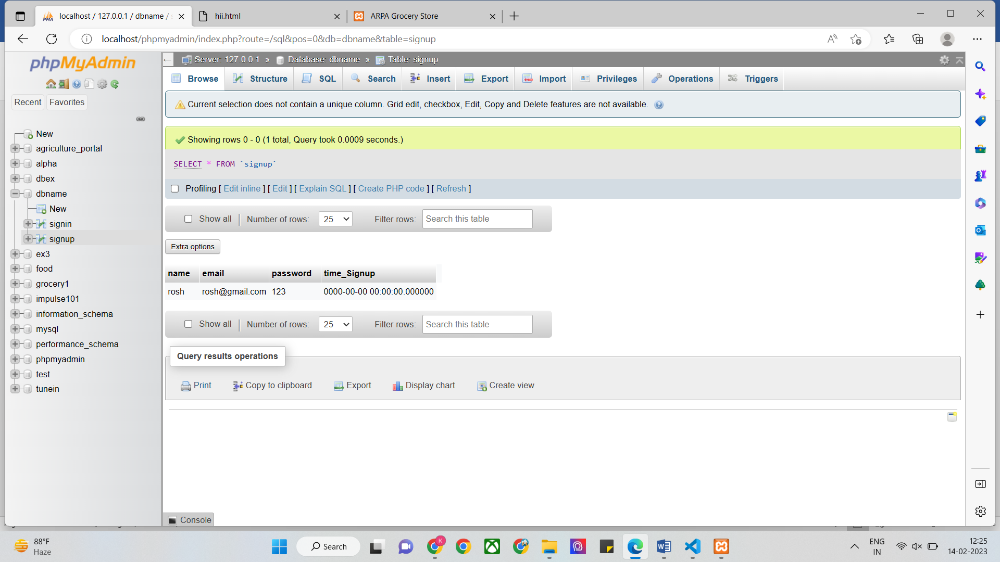 localhost / 127.0.0.1 / dbname /
hii.html
ARPA Grocery Store
localhost/phpmyadmin/index.php?route=/sql&pos=0&db=dbname&table=signup
phpMyAdmin
Recent
Favorites
New
agriculture_portal
alpha
dbex
dbname
New
signin
signup
ex3
food
grocery1
impulse101
information_schema
mysql
performance_schema
phpmyadmin
test
tunein
Server: 127.0.0.1 » Database: dbname » Table: signup
Browse
Structure
SQL
Search
Insert
Export
Import
Privileges
Operations
Triggers
Current selection does not contain a unique column. Grid edit, checkbox, Edit, Copy and Delete features are not available.
Showing rows 0 - 0 (1 total, Query took 0.0009 seconds.)
SELECT * FROM `signup`
Profiling [ Edit inline ] [ Edit ] [ Explain SQL ] [ Create PHP code ] [ Refresh ]
Show all | Number of rows: 25 Filter rows: Search this table
Extra options
name email password time_Signup
rosh rosh@gmail.com 123 0000-00-00 00:00:00.000000
Show all | Number of rows: 25 Filter rows: Search this table
Query results operations
Print
Copy to clipboard
Export
Display chart
Create view
Console
88°F
Haze
Search
K
ENG
IN
12:25
14-02-2023